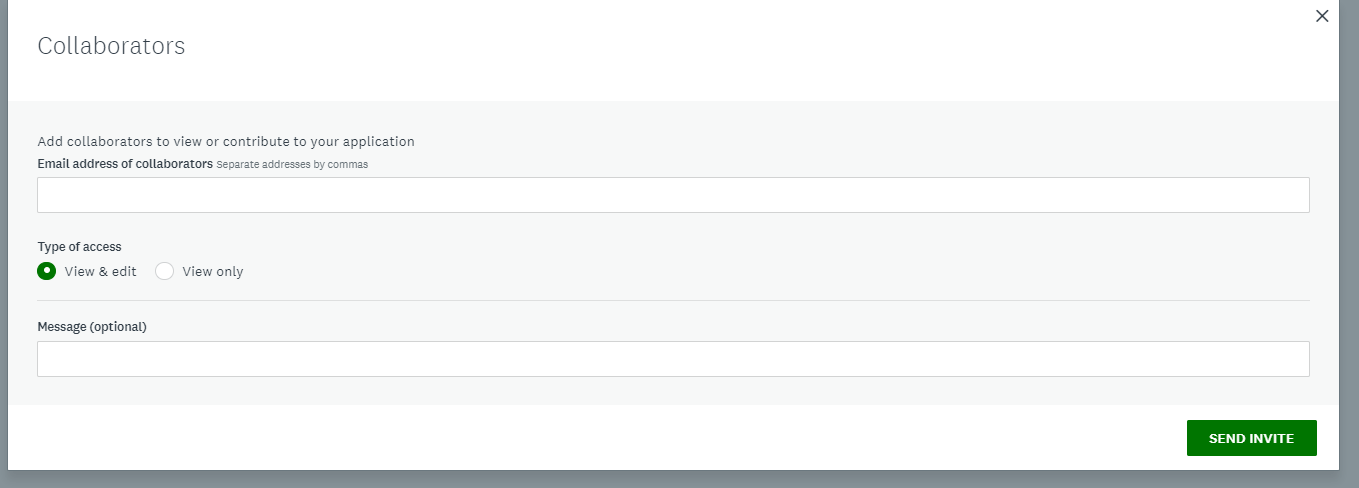 Collaborators
Add collaborators to view or contribute to your application
Email address of collaborators Separate addresses by commas
Type of access
View & edit View only
Message (optional)
SEND INVITE